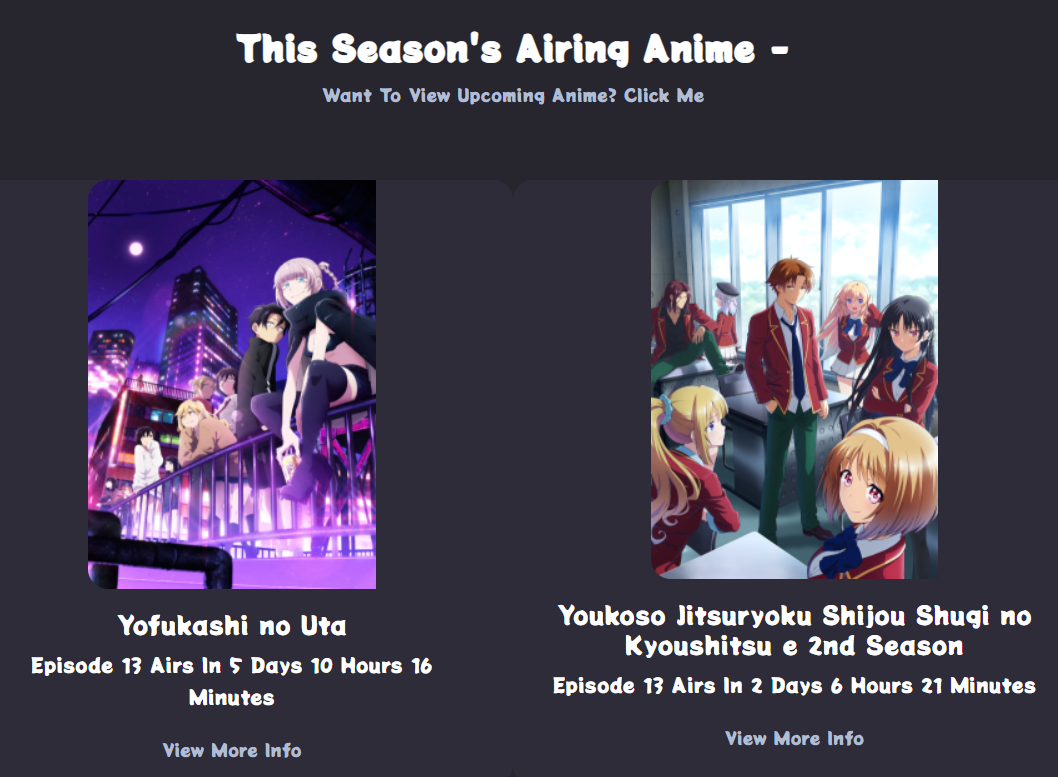 This Season's Airing Anime -
Want To View Upcoming Anime? Click Me
Yofukashi no Uta
Episode 13 Airs In 5 Days 10 Hours 16
Minutes
View More Info
Youkoso Jitsuryoku Shijou Shugi no
Kyoushitsu e 2nd Season
Episode 13 Airs In 2 Days 6 Hours 21 Minutes
View More Info